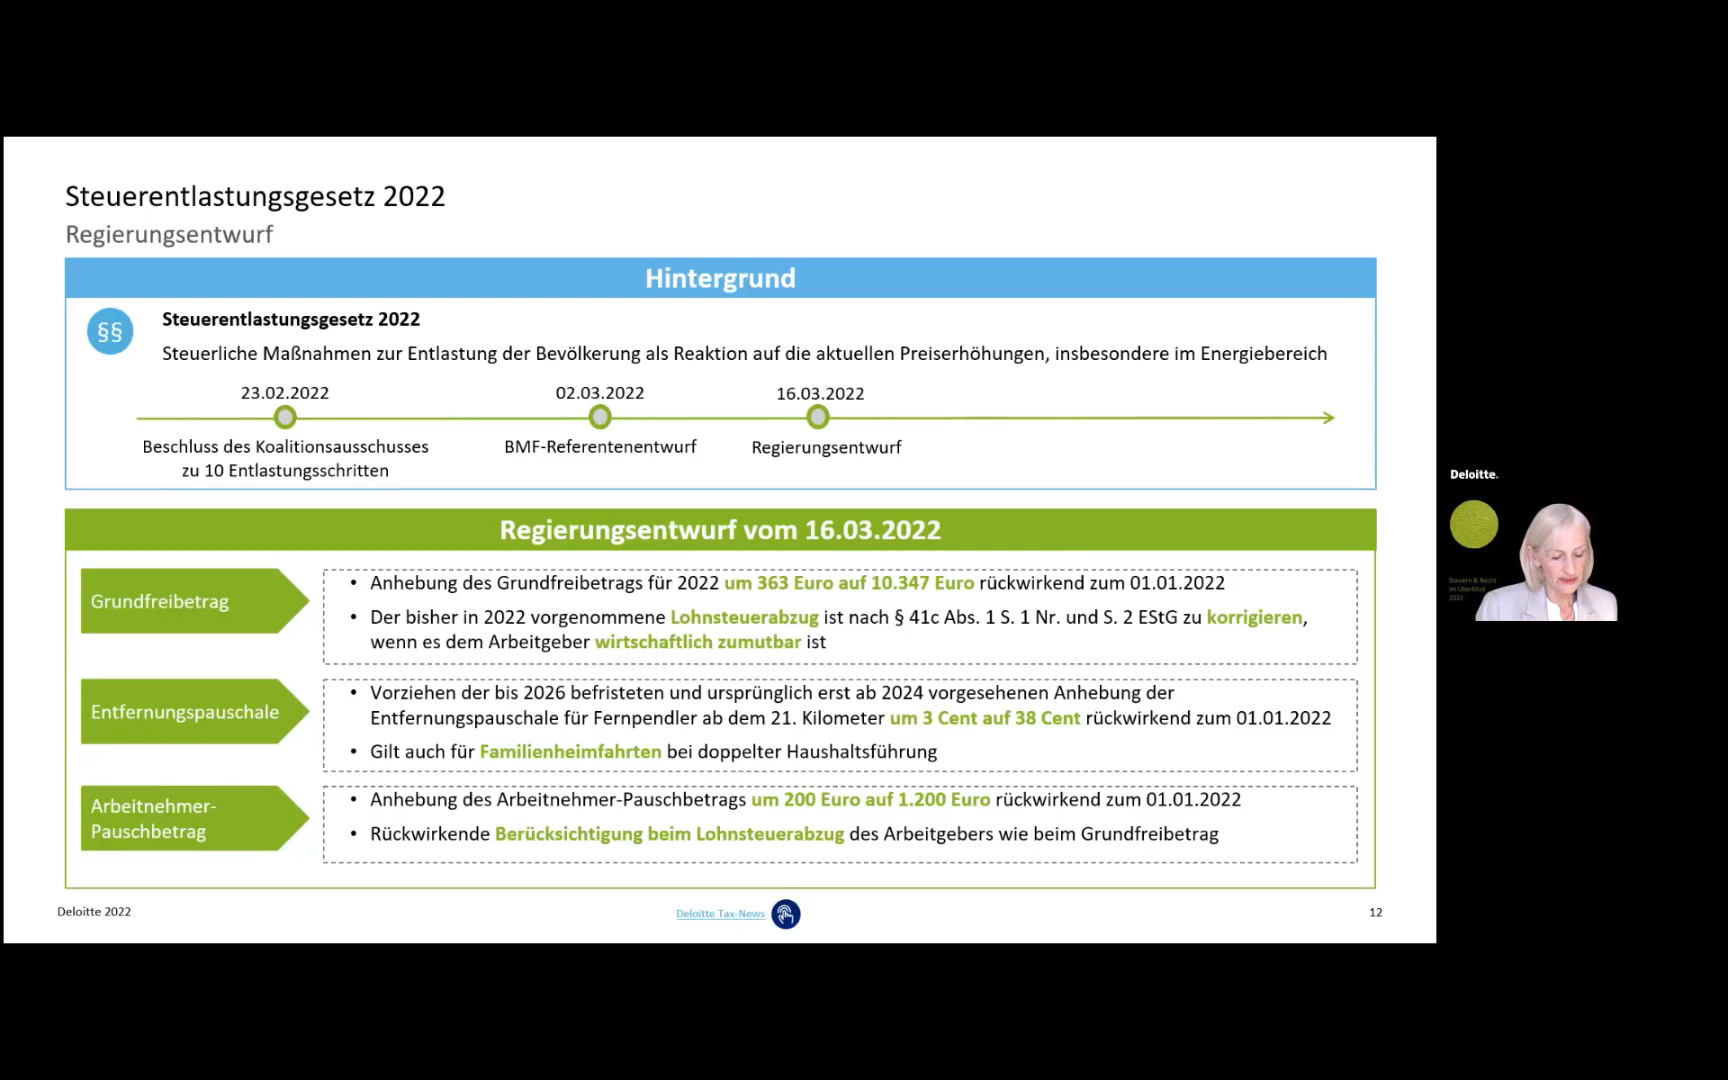 Steuerentlastungsgesetz 2022
Regierungsentwurf
Hintergrund
§§
Steuerentlastungsgesetz 2022
Steuerliche Maßnahmen zur Entlastung der Bevölkerung als Reaktion auf die aktuellen Preiserhöhungen, insbesondere im Energiebereich
23.02.2022
02.03.2022
16.03.2022
Beschluss des Koalitionsausschusses
zu 10 Entlastungsschritten
BMF-Referentenentwurf
Regierungsentwurf
Regierungsentwurf vom 16.03.2022
Grundfreibetrag
• Anhebung des Grundfreibetrags für 2022 um 363 Euro auf 10.347 Euro rückwirkend zum 01.01.2022
• Der bisher in 2022 vorgenommene Lohnsteuerabzug ist nach § 41c Abs. 1 S. 1 Nr. und S. 2 EStG zu korrigieren,
wenn es dem Arbeitgeber wirtschaftlich zumutbar ist
Entfernungspauschale
• Vorziehen der bis 2026 befristeten und ursprünglich erst ab 2024 vorgesehenen Anhebung der
Entfernungspauschale für Fernpendler ab dem 21. Kilometer um 3 Cent auf 38 Cent rückwirkend zum 01.01.2022
• Gilt auch für Familienheimfahrten bei doppelter Haushaltsführung
Arbeitnehmer-
Pauschbetrag
• Anhebung des Arbeitnehmer-Pauschbetrags um 200 Euro auf 1.200 Euro rückwirkend zum 01.01.2022
• Rückwirkende Berücksichtigung beim Lohnsteuerabzug des Arbeitgebers wie beim Grundfreibetrag
Deloitte 2022
Deloitte Tax-News
12
Deloitte.
Steuern & Recht
im Überblick
2022